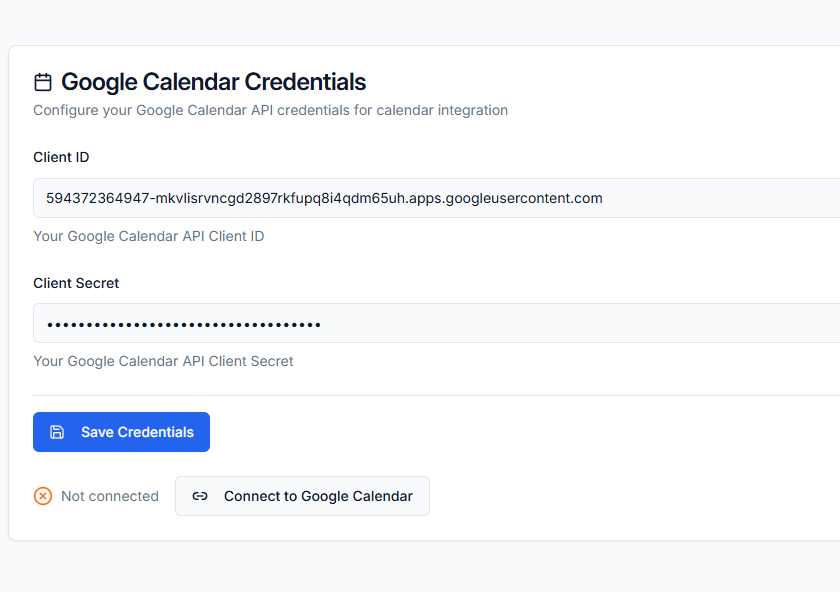 Google Calendar Credentials
Configure your Google Calendar API credentials for calendar integration
Client ID
594372364947-mkvlisrvncgd2897rkfupq8i4qdm65uh.apps.googleusercontent.com
Your Google Calendar API Client ID
Client Secret
•••••••••••••••••••••••••••••••••••
Your Google Calendar API Client Secret
Save Credentials
Not connected
Connect to Google Calendar